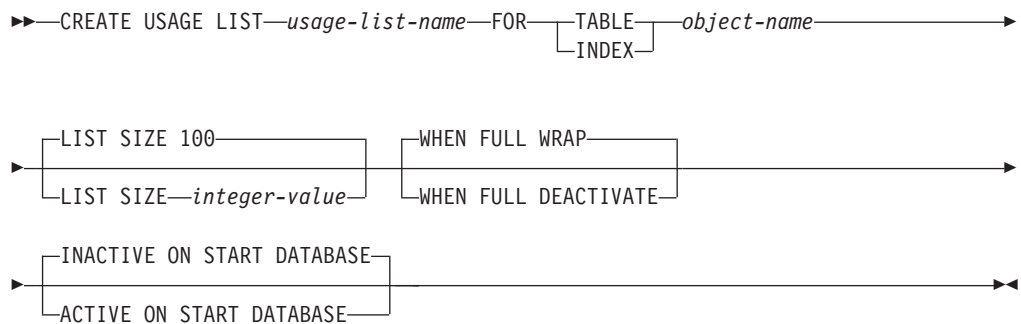 CREATE USAGE LIST usage-list-name FOR TABLE object-name
INDEX
LIST SIZE 100 WHEN FULL WRAP
LIST SIZE integer-value WHEN FULL DEACTIVATE
INACTIVE ON START DATABASE
ACTIVE ON START DATABASE